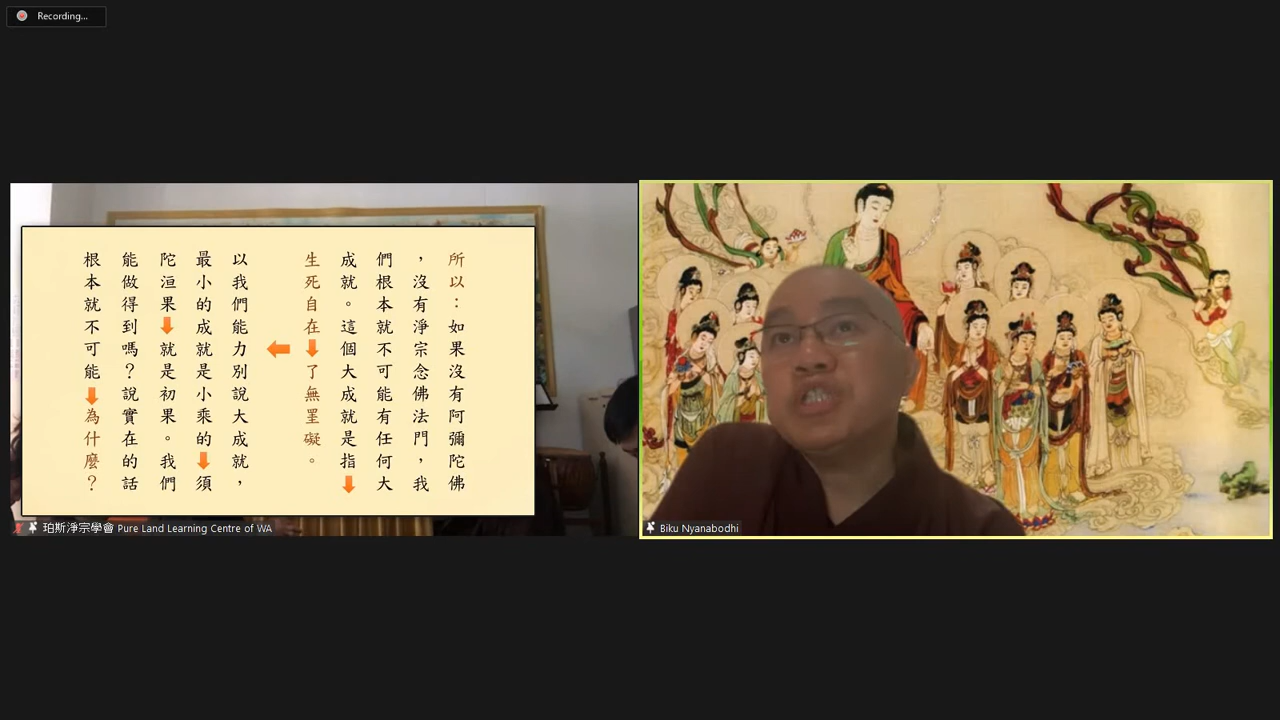 Recording...
所以：如果沒有阿彌陀佛
，沒有淨宗念佛法門，我
們根本就不可能有任何大
成就。這個大成就是指
生死自在了無罣礙。
以我們能力別說大成就，
最小的成就是小乘的須
陀洹果就是初果。我們
能做得到嗎？說實在的話
根本就不可能為什麼？
珀斯淨宗學會 Pure Land Learning Centre of WA
Biku Nyanabodhi